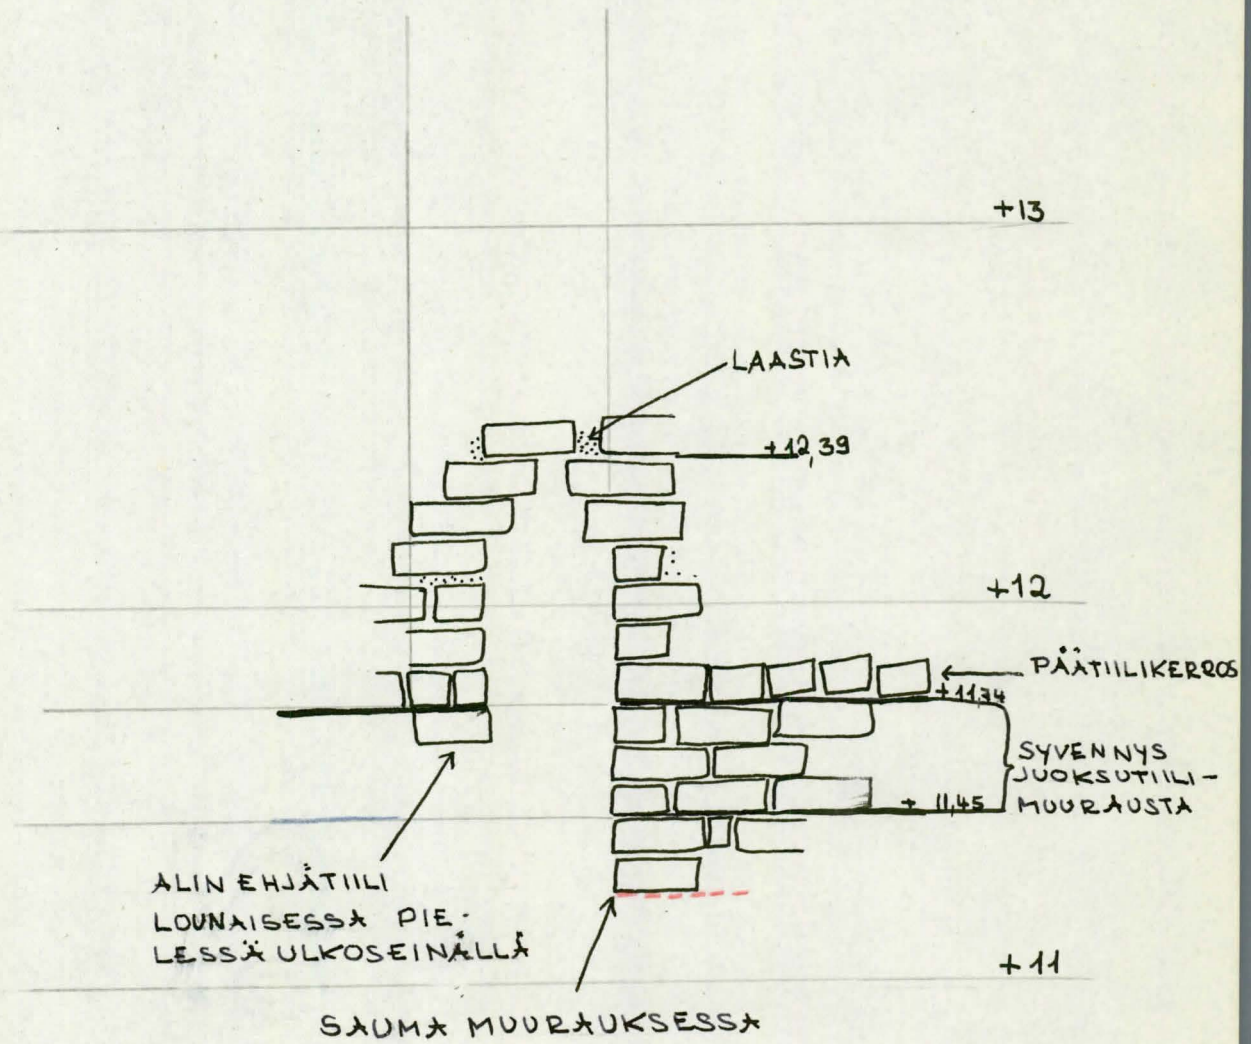 +13
LAASTIA
+12,39
+12
PÄÄTIILIKERROS
+11,74
SYVENNYS
JUOKSUTIILI-
MUURAUSTA
+ 11,45
ALIN EHJÄTIILI
LOUNAISESSA PIE-
LESSÄ ULKOSEINÄLLÄ
+11
SAUMA MUURAUKSESSA